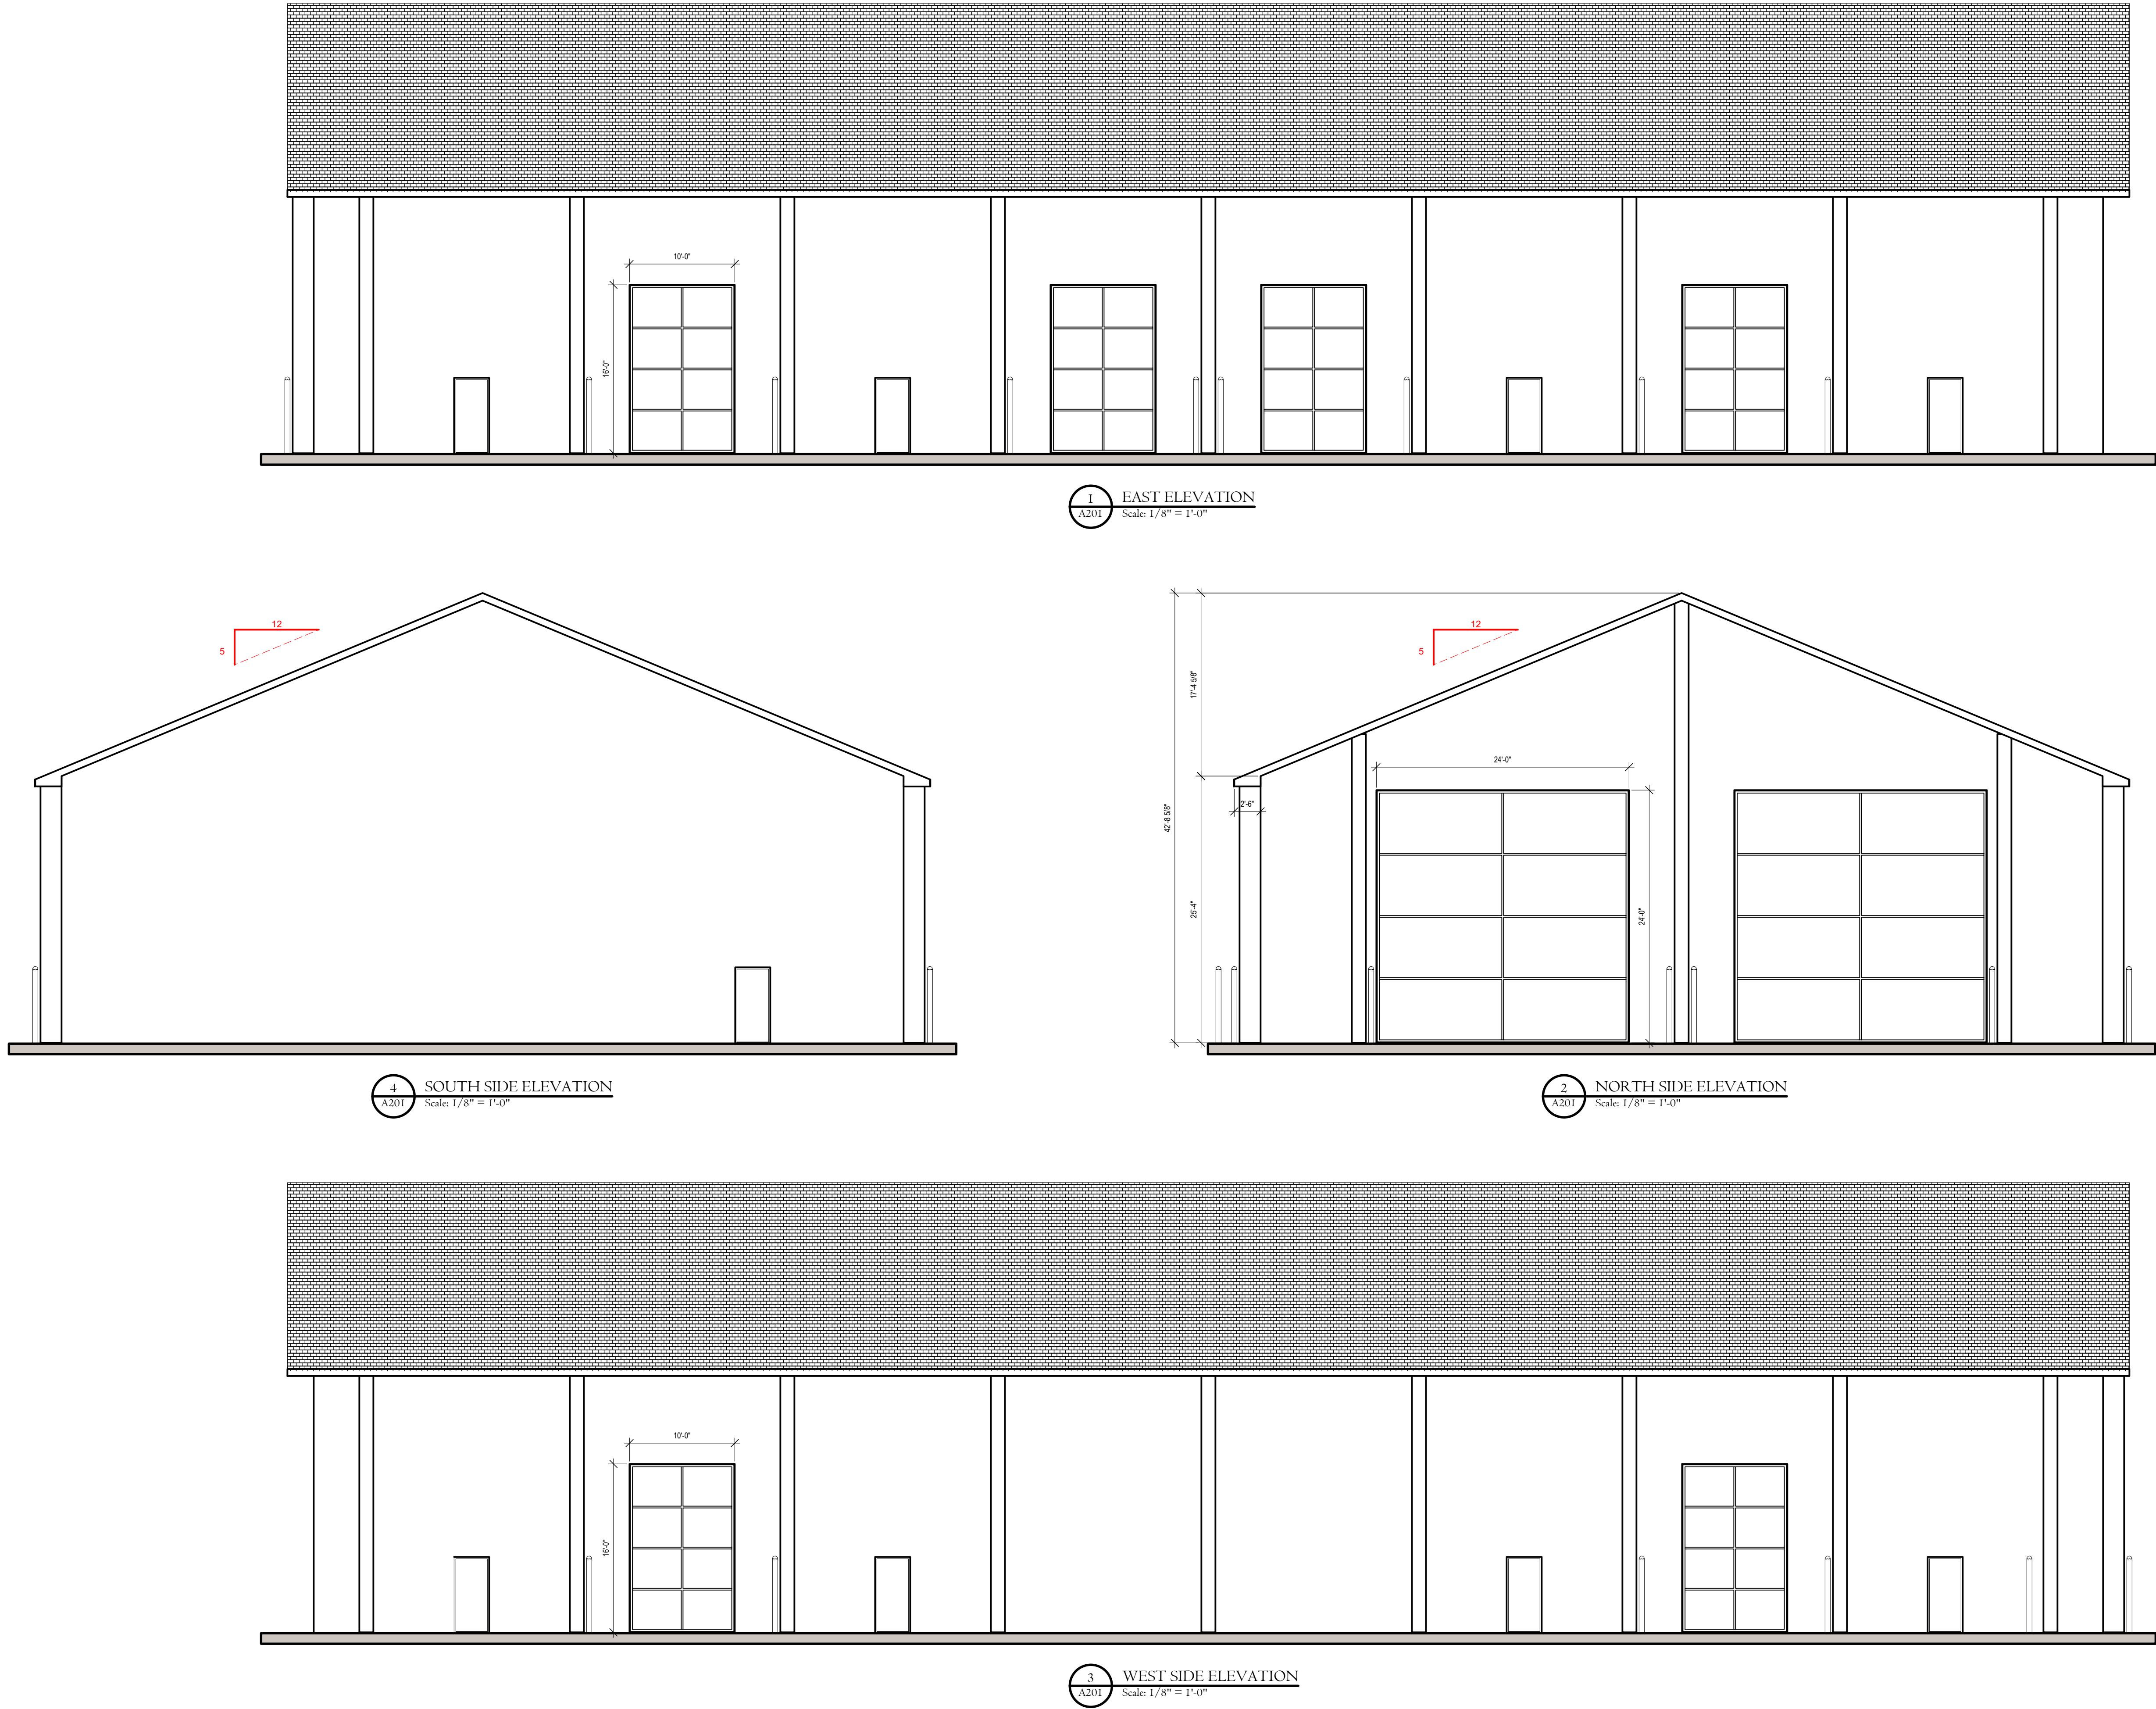 10'-0"
16'-0"
1
A201
EAST ELEVATION
Scale: 1/8" = 1'-0"
12
5
12
5
17'-4 5/8"
42'-8 5/8"
25'-4"
2'-6"
24'-0"
24'-0"
4
A201
SOUTH SIDE ELEVATION
Scale: 1/8" = 1'-0"
2
A201
NORTH SIDE ELEVATION
Scale: 1/8" = 1'-0"
10'-0"
16'-0"
3
A201
WEST SIDE ELEVATION
Scale: 1/8" = 1'-0"